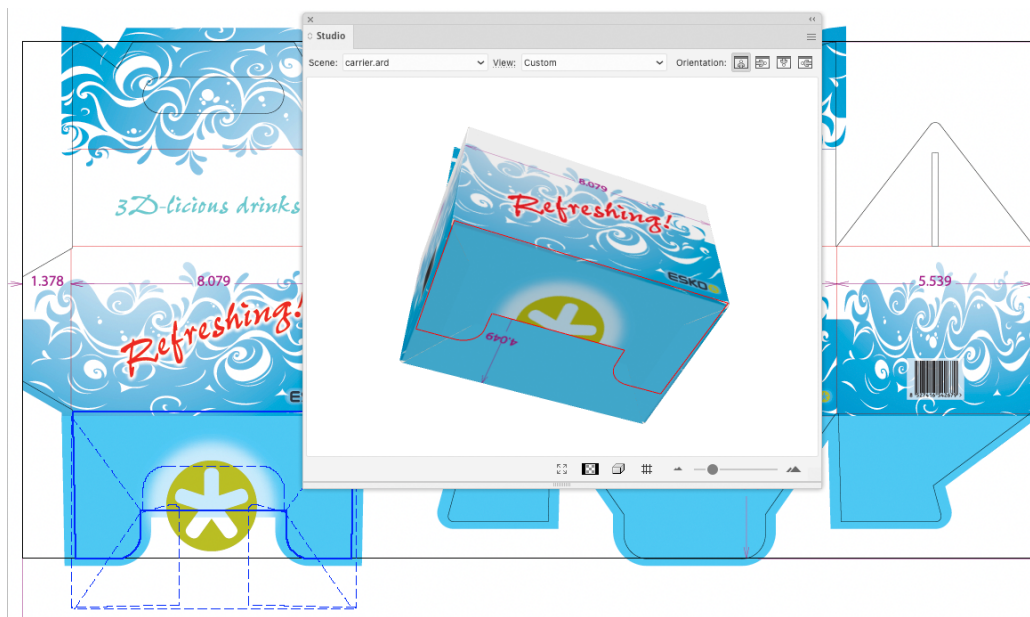 Studio
Scene: carrier.ard View: Custom Orientation:
3D-licious drinks
8.079
Refreshing!
ESKO
4.049
1.378
8.079
5.539
Refreshing!
E